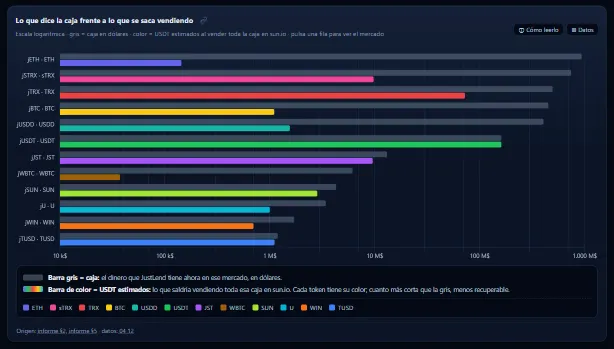 Lo que dice la caja frente a lo que se saca vendiendo
Escala logarítmica · gris = caja en dólares · color = USDT estimados al vender toda la caja en sun.io · pulsa una fila para ver el mercado
Cómo leerlo
Datos
jETH · ETH
jSTRX · sTRX
jTRX · TRX
jBTC · BTC
jUSDD · USDD
jUSDT · USDT
jJST · JST
jWBTC · WBTC
jSUN · SUN
jU · U
jWIN · WIN
jTUSD · TUSD
10 k$ 100 k$ 1 M$ 10 M$ 100 M$ 1.000 M$
Barra gris = caja: el dinero que JustLend tiene ahora en ese mercado, en dólares.
Barra de color = USDT estimados: lo que saldría vendiendo toda esa caja en sun.io. Cada token tiene su color; cuanto más corta que la gris, menos recuperable.
ETH sTRX TRX BTC USDD USDT JST WBTC SUN U WIN TUSD
Origen: informe §2, informe §5 · datos: 04, 12